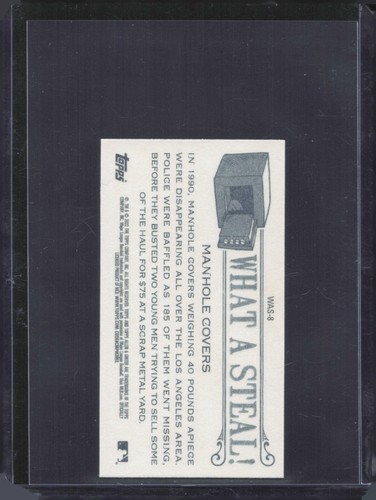 WAS-8
WHAT A STEAL!
MANHOLE COVERS
IN 1990, MANHOLE COVERS WEIGHING 40 POUNDS APIECE
WERE DISAPPEARING ALL OVER THE LOS ANGELES AREA.
POLICE WERE BAFFLED AS 185 OF THEM WENT MISSING,
BEFORE THEY BUSTED TWO YOUNG MEN TRYING TO SELL SOME
OF THE HAUL FOR $75 AT A SCRAP METAL YARD.
Topps